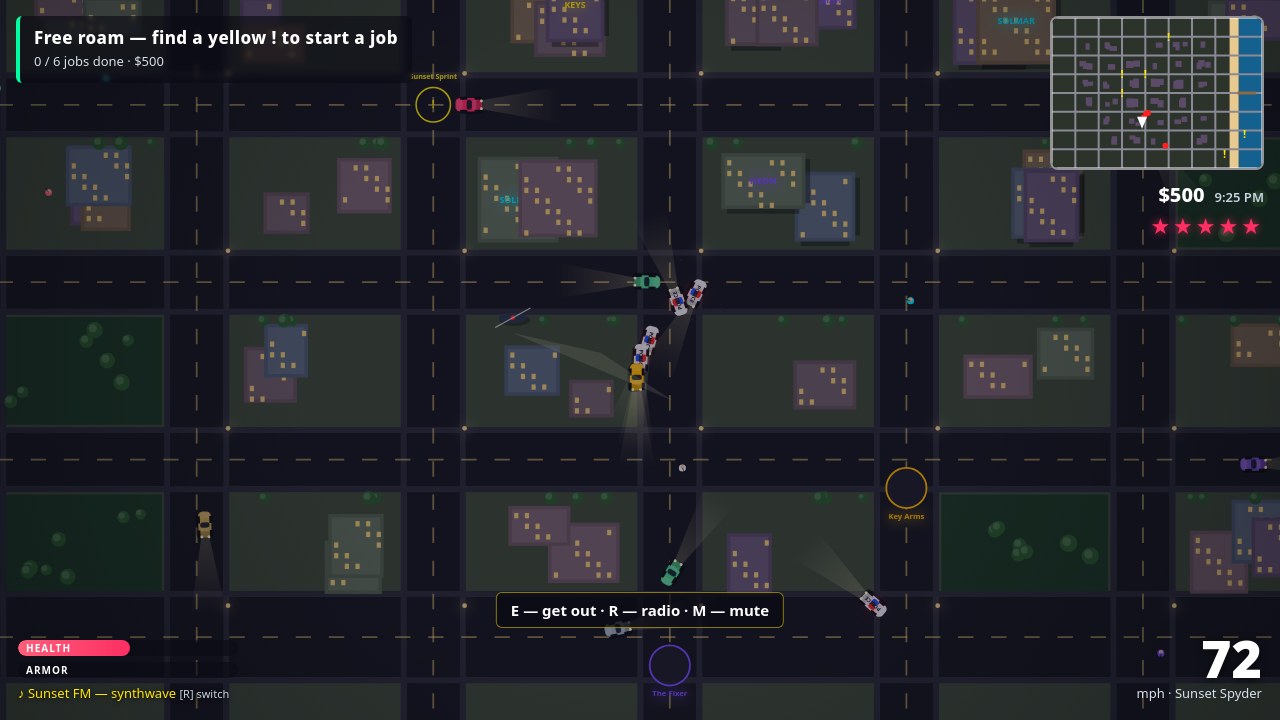 KEYS
SOLMAR
Free roam — find a yellow ! to start a job
0 / 6 jobs done · $500
Sunset Sprint
!
$500 9:25 PM
★ ★ ★ ★ ★
Key Arms
E — get out · R — radio · M — mute
HEALTH
ARMOR
♪ Sunset FM — synthwave [R] switch
The Fixer
72
mph · Sunset Spyder